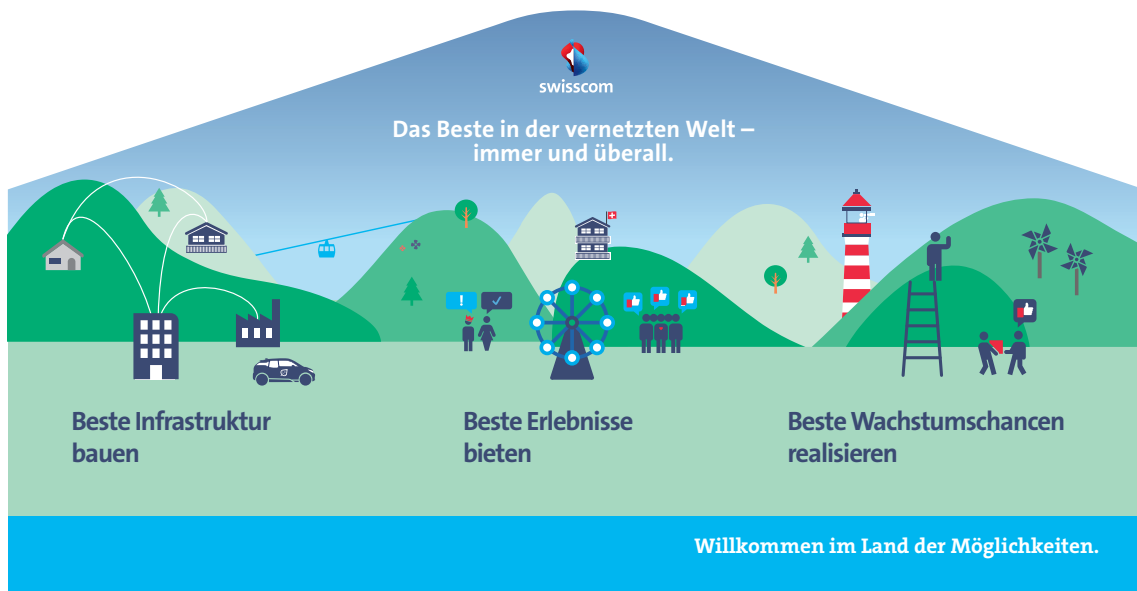 swisscom
Das Beste in der vernetzten Welt –
immer und überall.
!
Beste Infrastruktur
bauen
Beste Erlebnisse
bieten
Beste Wachstumschancen
realisieren
Willkommen im Land der Möglichkeiten.